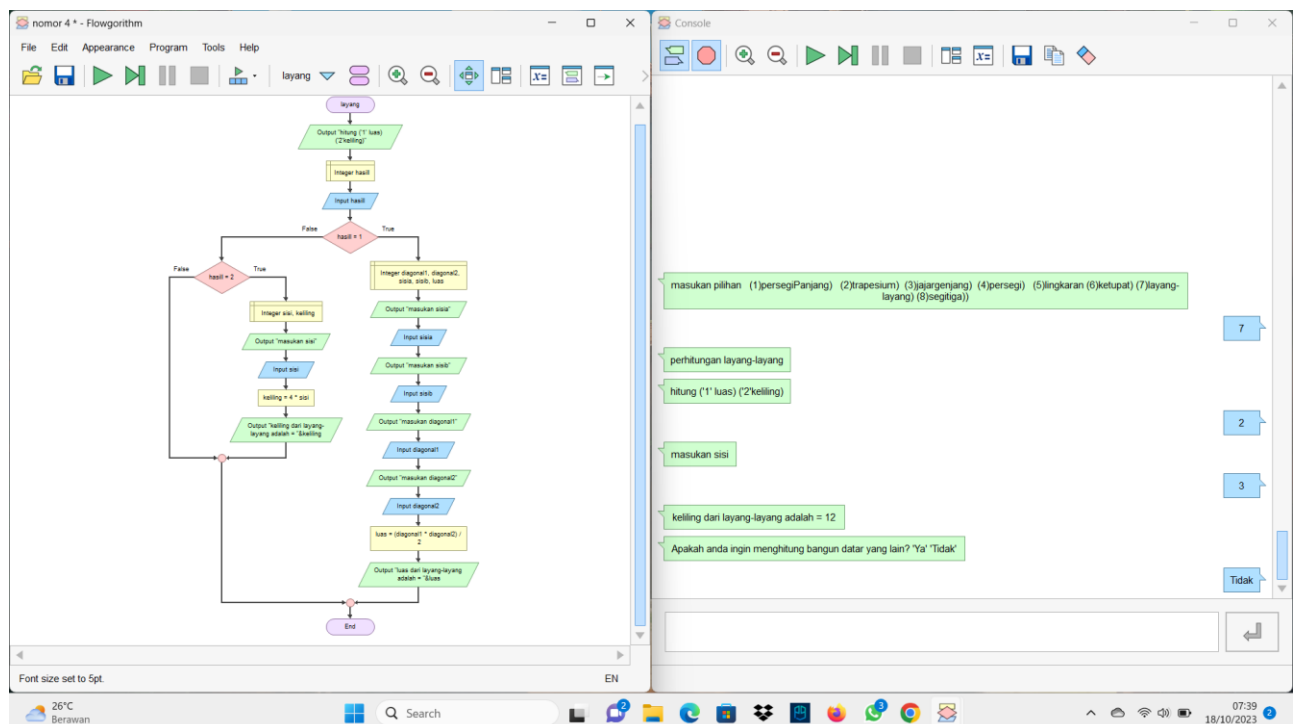 nomor 4 * - Flowgorithm
File Edit Appearance Program Tools Help
layang
x=
layang
Output "hitung ('1' luas)
('2'keliling)"
Integer hasill
Input hasill
False
True
hasill = 1
False
True
hasill = 2
Integer sisi, keliling
Output "masukan sisi"
Input sisi
keliling = 4 * sisi
Output "keliling dari layang-
layang adalah = "&keliling
Integer diagonal1, diagonal2,
sisia, sisib, luas
Output "masukan sisia"
Input sisia
Output "masukan sisib"
Input sisib
Output "masukan diagonal1"
Input diagonal1
Output "masukan diagonal2"
Input diagonal2
luas = (diagonal1 * diagonal2) /
2
Output "luas dari layang-layang
adalah = "&luas
End
Font size set to 5pt.
EN
Console
x=
masukan pilihan (1)persegiPanjang) (2)trapesium) (3)jajargenjang) (4)persegi) (5)lingkaran (6)ketupat) (7)layang-
layang) (8)segitiga))
7
perhitungan layang-layang
hitung ('1' luas) ('2'keliling)
2
masukan sisi
3
keliling dari layang-layang adalah = 12
Apakah anda ingin menghitung bangun datar yang lain? 'Ya' 'Tidak'
Tidak
26°C
Berawan
Search
2
3
07:39
18/10/2023
2